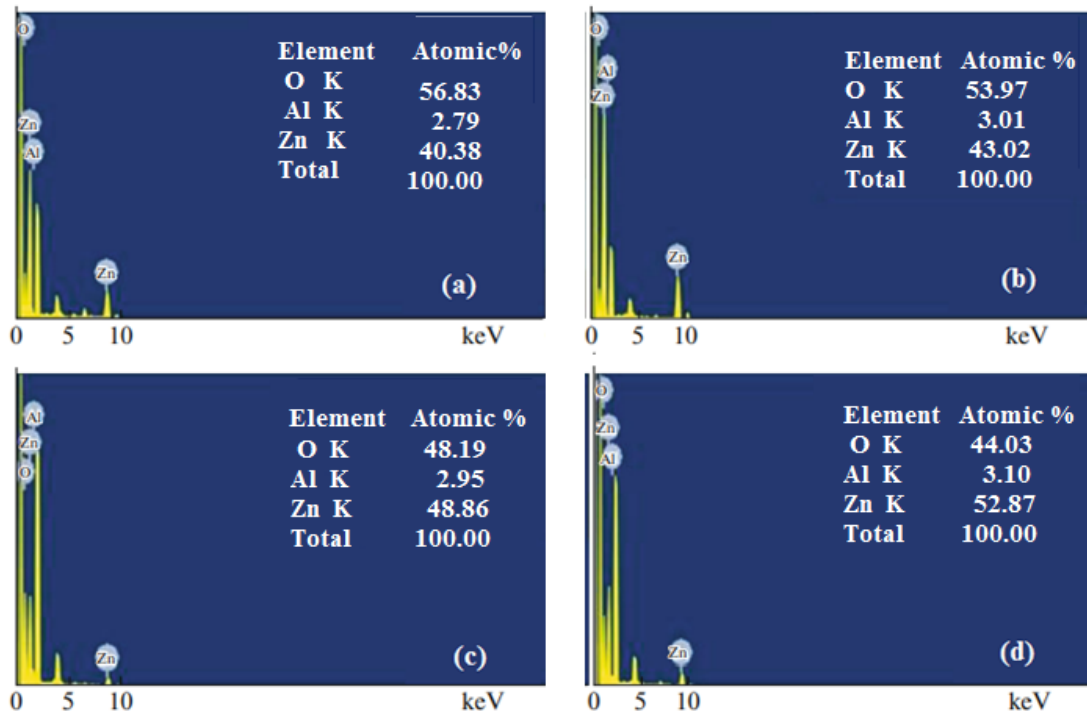 O
Zn
Al
Zn
Element Atomic%
O K 56.83
Al K 2.79
Zn K 40.38
Total 100.00
(a)
0 5 10 keV
O
Al
Zn
Zn
Element Atomic %
O K 53.97
Al K 3.01
Zn K 43.02
Total 100.00
(b)
0 5 10 keV
Al
Zn
O
Zn
Element Atomic %
O K 48.19
Al K 2.95
Zn K 48.86
Total 100.00
(c)
0 5 10 keV
O
Zn
Al
Zn
Element Atomic %
O K 44.03
Al K 3.10
Zn K 52.87
Total 100.00
(d)
0 5 10 keV